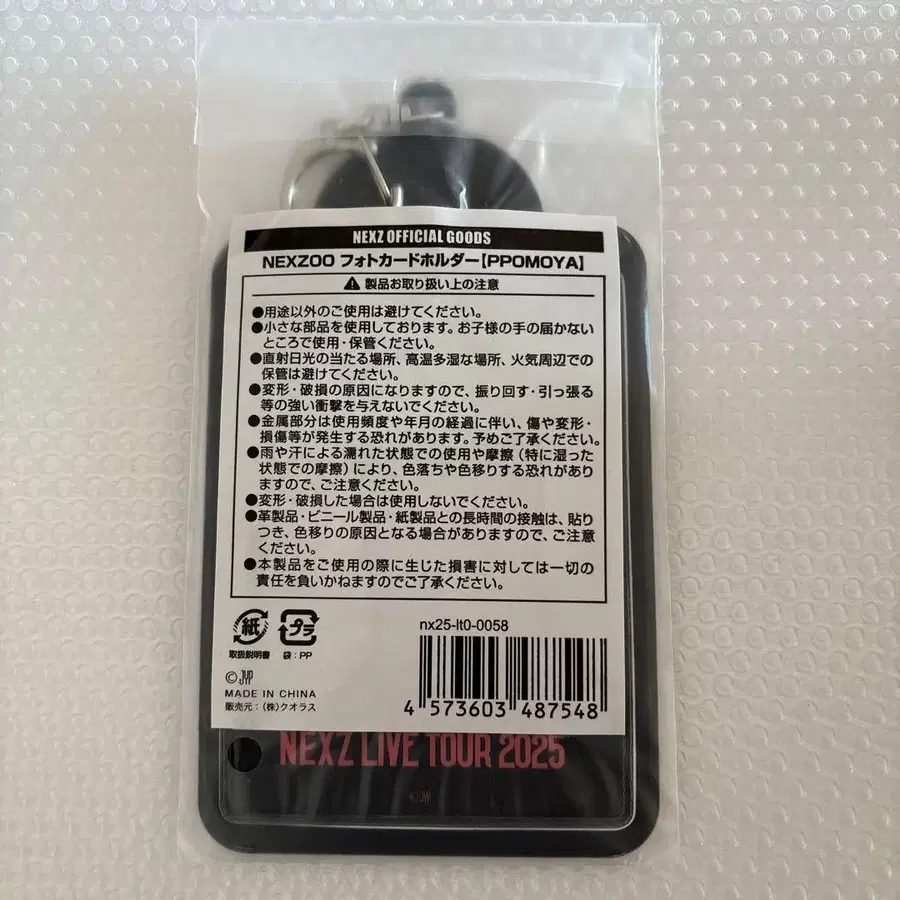 NEXZ OFFICIAL GOODS
NEXZOO フォトカードホルダー【PPOMOYA】
製品お取り扱い上の注意
●用途以外のご使用は避けてください。
●小さな部品を使用しております。お子様の手の届かない
ところで使用・保管ください。
●直射日光の当たる場所、高温多湿な場所、火気周辺での
保管は避けてください。
●変形・破損の原因になりますので、振り回す・引っ張る
等の強い衝撃を与えないでください。
●金属部分は使用頻度や年月の経過に伴い、傷や変形・
損傷等が発生する恐れがあります。予めご了承ください。
●雨や汗による濡れた状態での使用や摩擦（特に湿った
状態での摩擦）により、色落ちや色移りする恐れがあり
ますので、ご注意ください。
●変形・破損した場合は使用しないでください。
●革製品・ビニール製品・紙製品との長時間の接触は、貼り
つき、色移りの原因となる場合がありますので、ご注意
ください。
●本製品をご使用の際に生じた損害に対しては一切の
責任を負いかねますのでご了承ください。
紙
プラ
取扱説明書
袋：PP
nx25-lt0-0058
© JYP
MADE IN CHINA
販売元：（株）クオラス
4 573603 487548
NEXZ LIVE TOUR 2025
© JYP